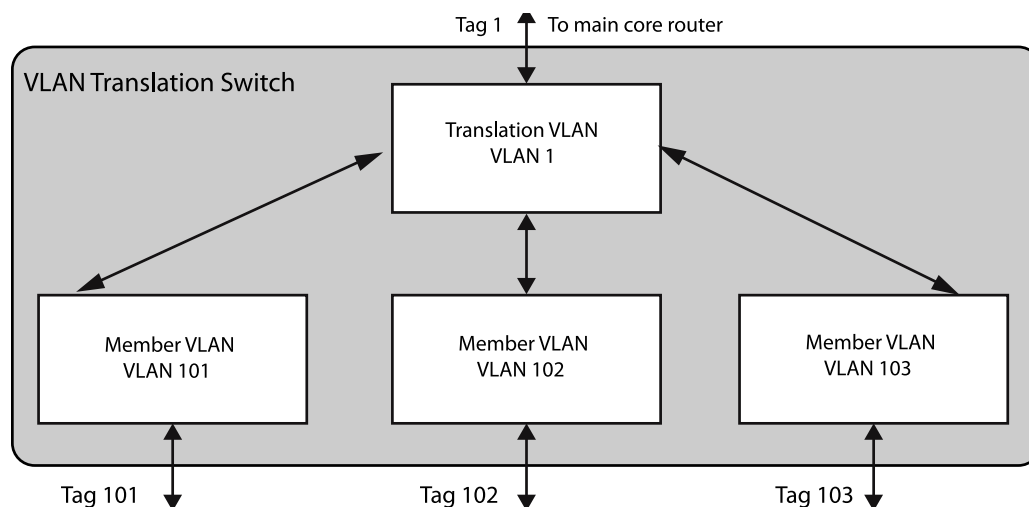 Tag 1
To main core router
VLAN Translation Switch
Translation VLAN
VLAN 1
Member VLAN
VLAN 101
Member VLAN
VLAN 102
Member VLAN
VLAN 103
Tag 101
Tag 102
Tag 103